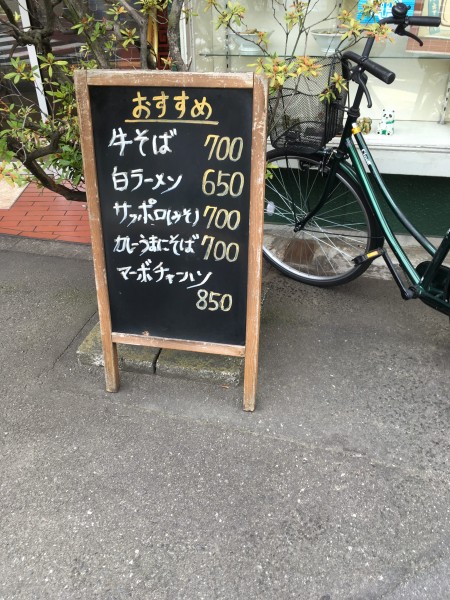 おすすめ
牛そば 700
白ラーメン 650
サッポロ(みそ) 700
カレーうま仁そば 700
マーボチャーハン
850